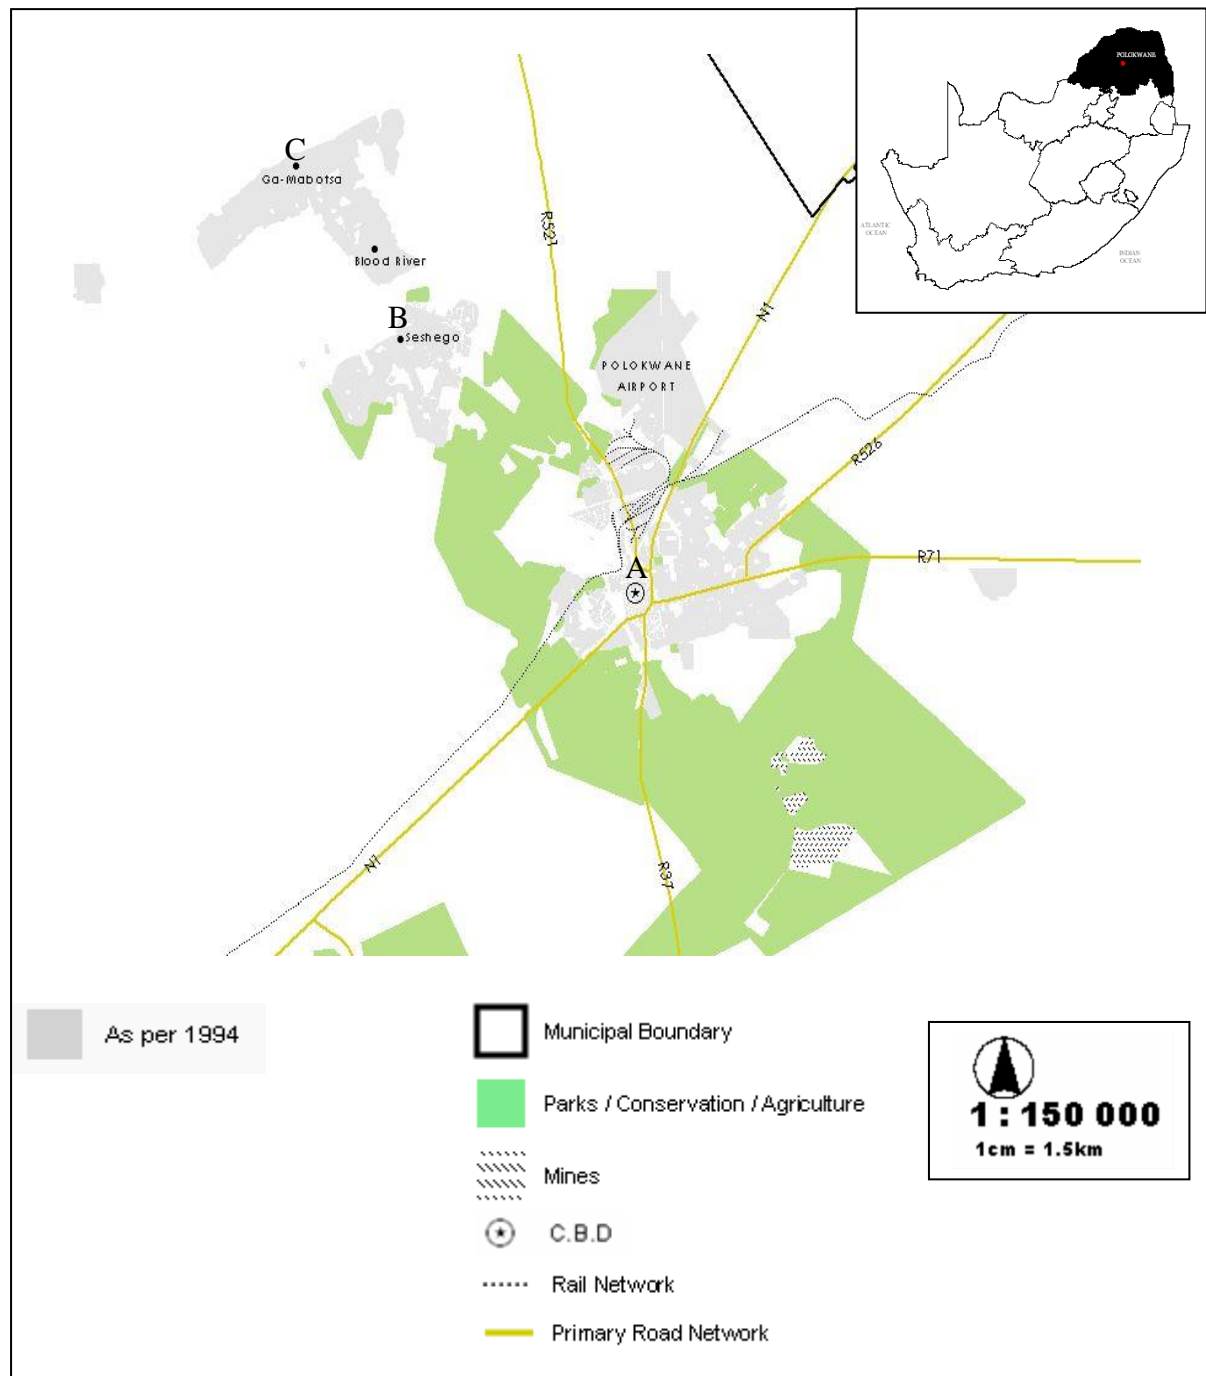 POLOKWANE
ATLANTIC
OCEAN
INDIAN
OCEAN
C
Ga-Mabotsa
Blood River
B
Seshego
R521
N1
POLOKWANE
AIRPORT
R526
R71
A
N1
R37
As per 1994
Municipal Boundary
Parks / Conservation / Agriculture
Mines
C.B.D
Rail Network
Primary Road Network
1 : 150 000
1cm = 1.5km